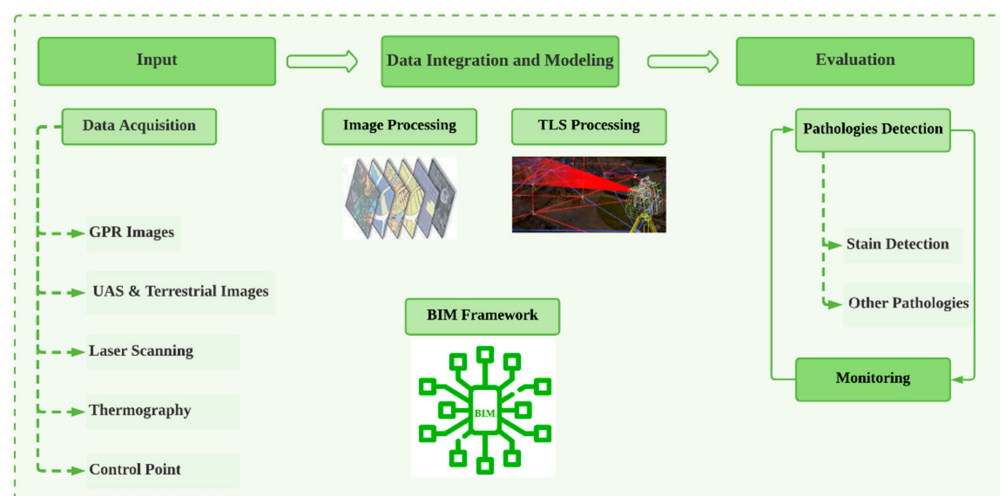 Input
Data Integration and Modeling
Evaluation
Data Acquisition
Image Processing
TLS Processing
Pathologies Detection
GPR Images
Stain Detection
UAS & Terrestrial Images
Other Pathologies
BIM Framework
Laser Scanning
Monitoring
Thermography
BIM
Control Point